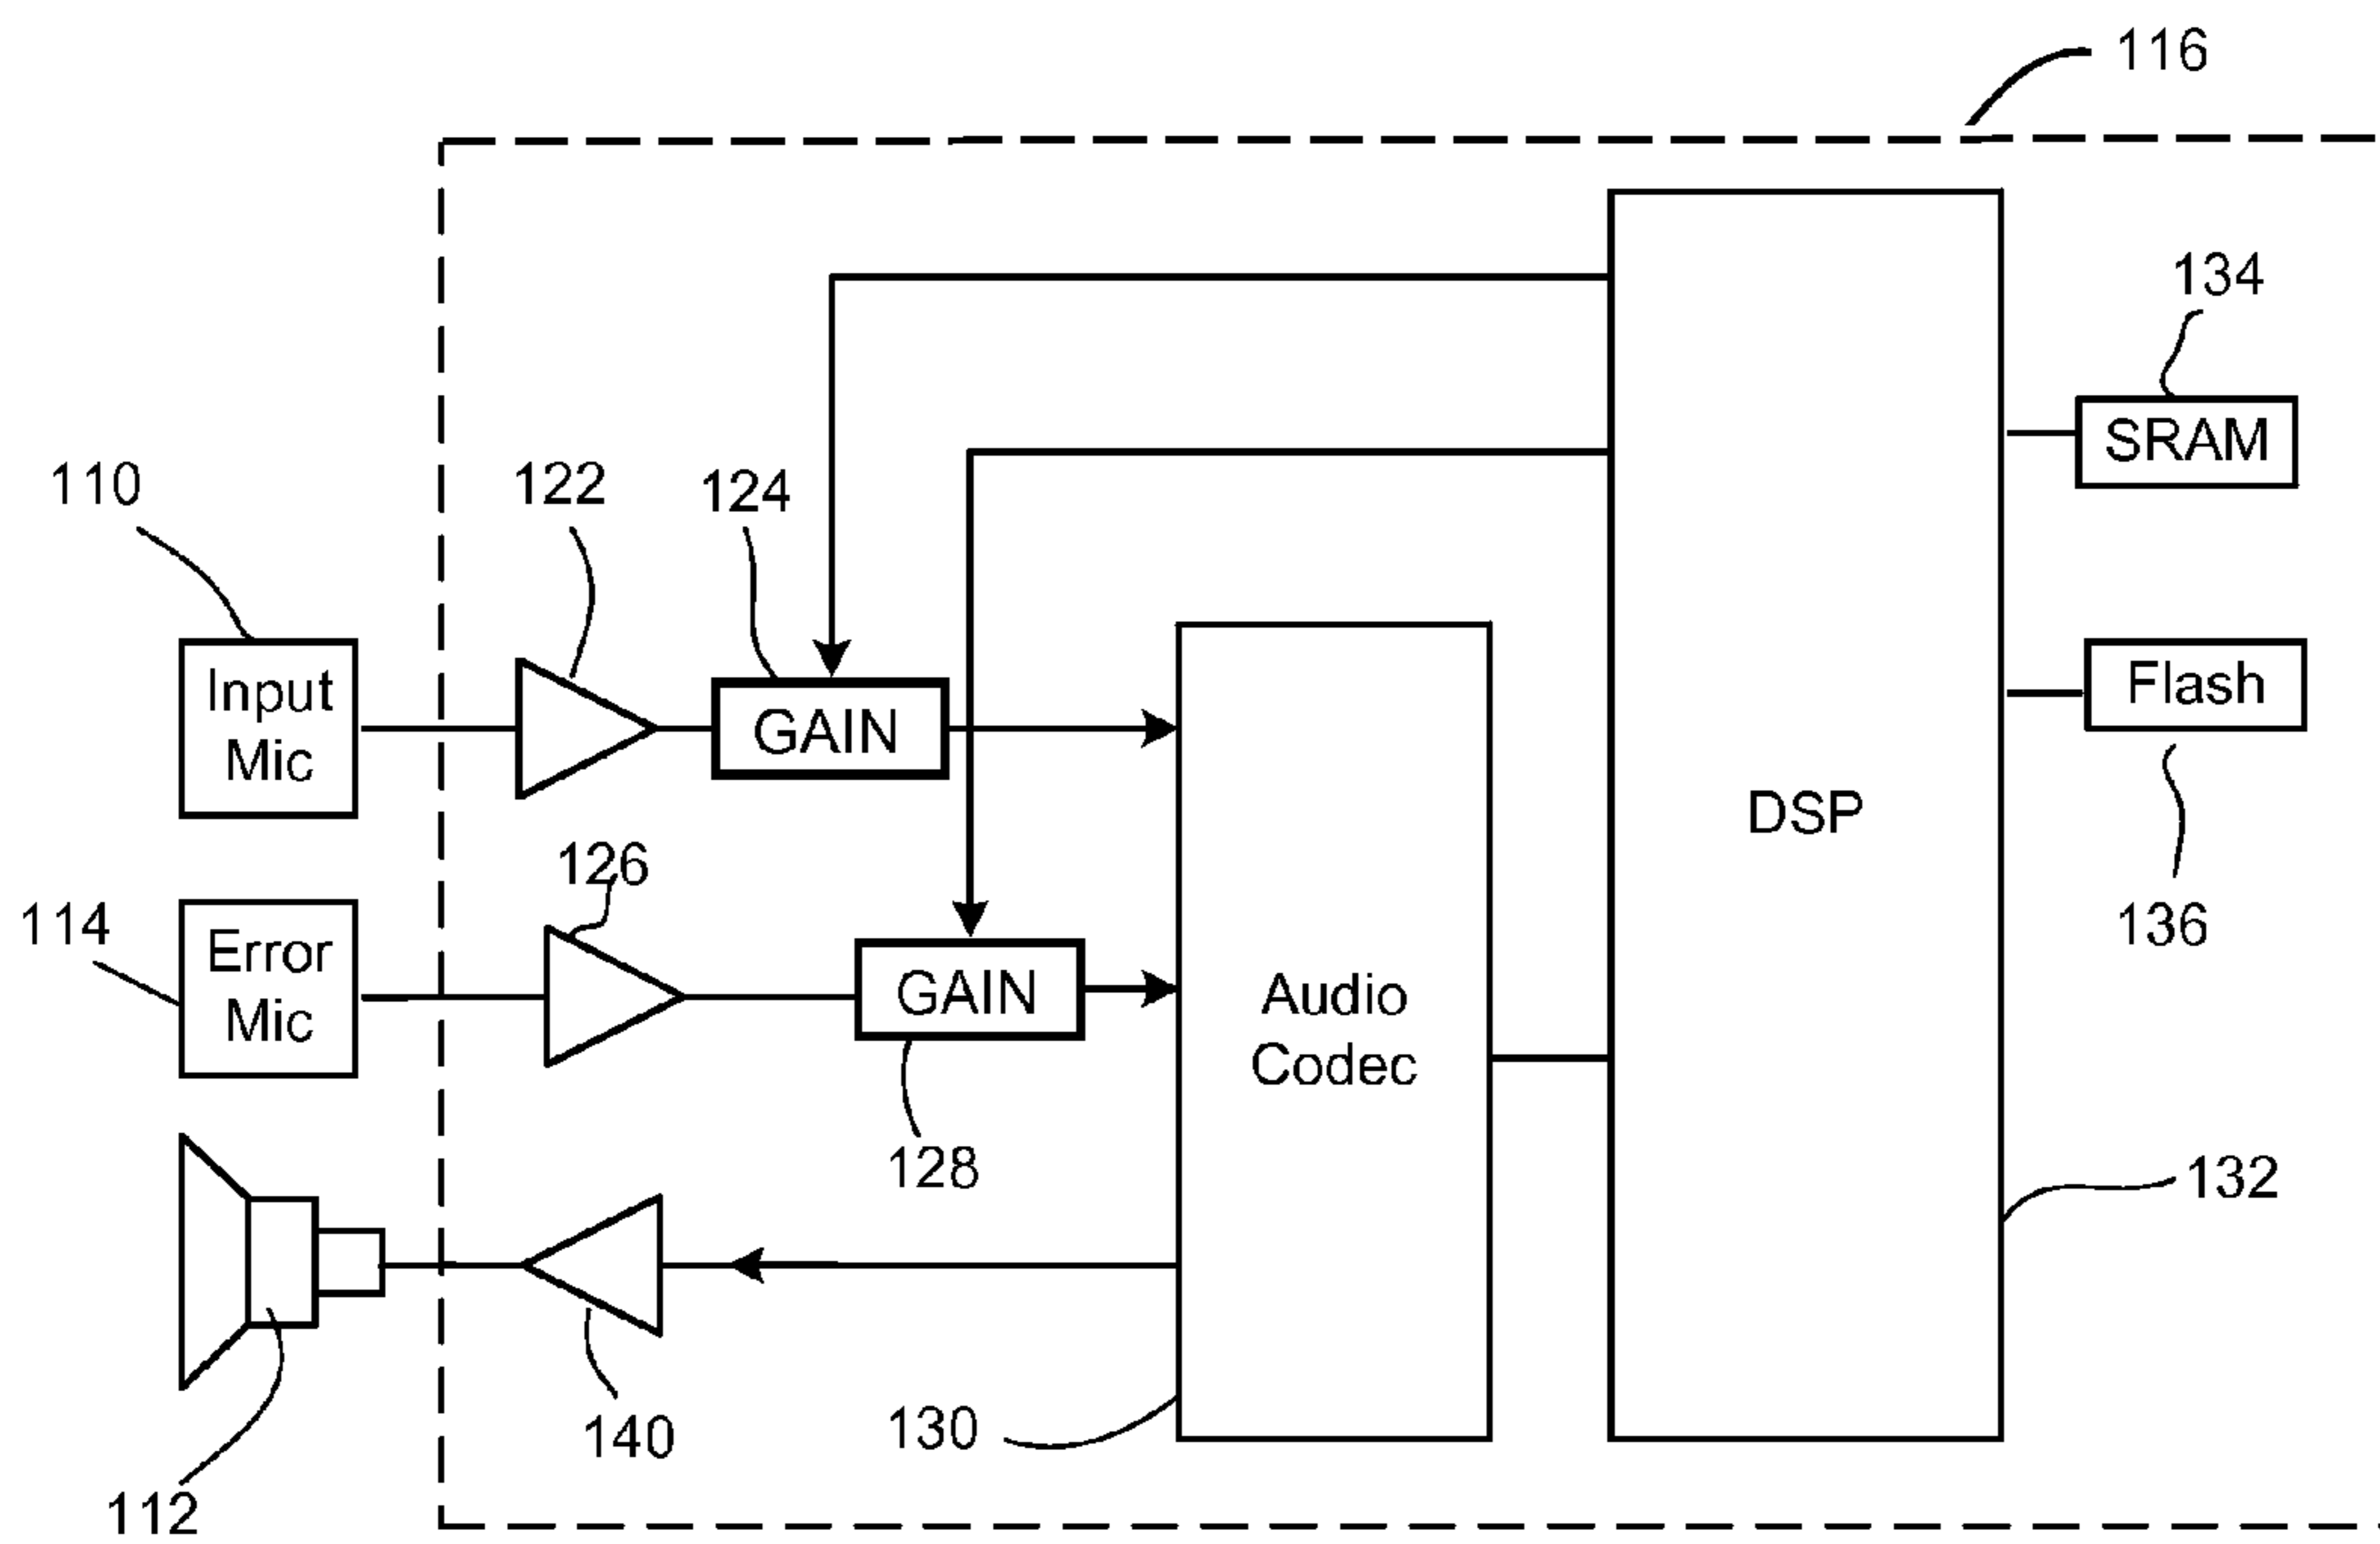 116
134
SRAM
110
122
124
Input
Mic
GAIN
Flash
DSP
126
114
Error
Mic
GAIN
136
Audio
Codec
128
132
140
130
112